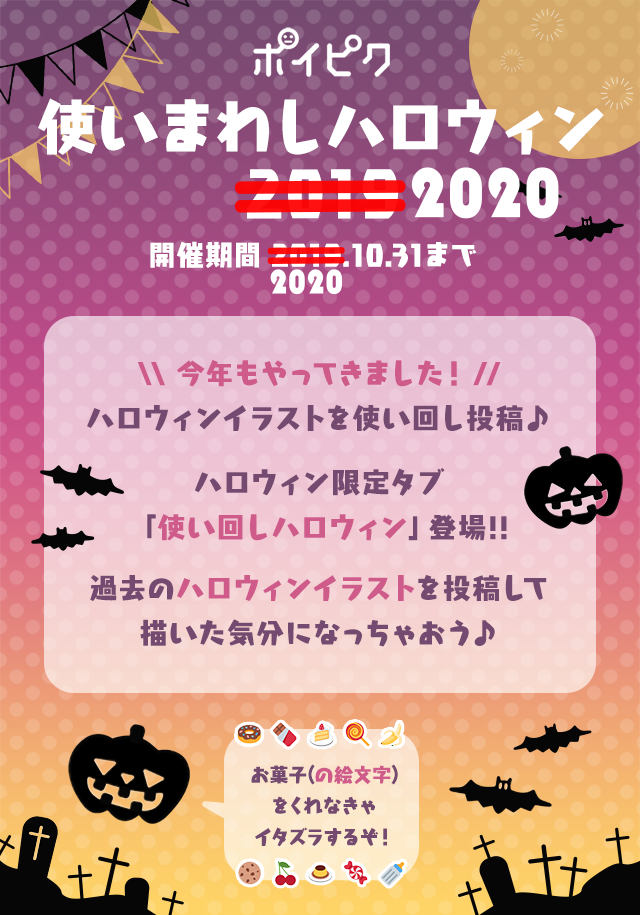 ポイピク
使いまわしハロウィン
2019 2020
開催期間 2019.10.31まで
2020
\\ 今年もやってきました! //
ハロウィンイラストを使い回し投稿♪
ハロウィン限定タブ
「使い回しハロウィン」登場!!
過去のハロウィンイラストを投稿して
描いた気分になっちゃおう♪
お菓子(の絵文字)
をくれなきゃ
イタズラするぞ!